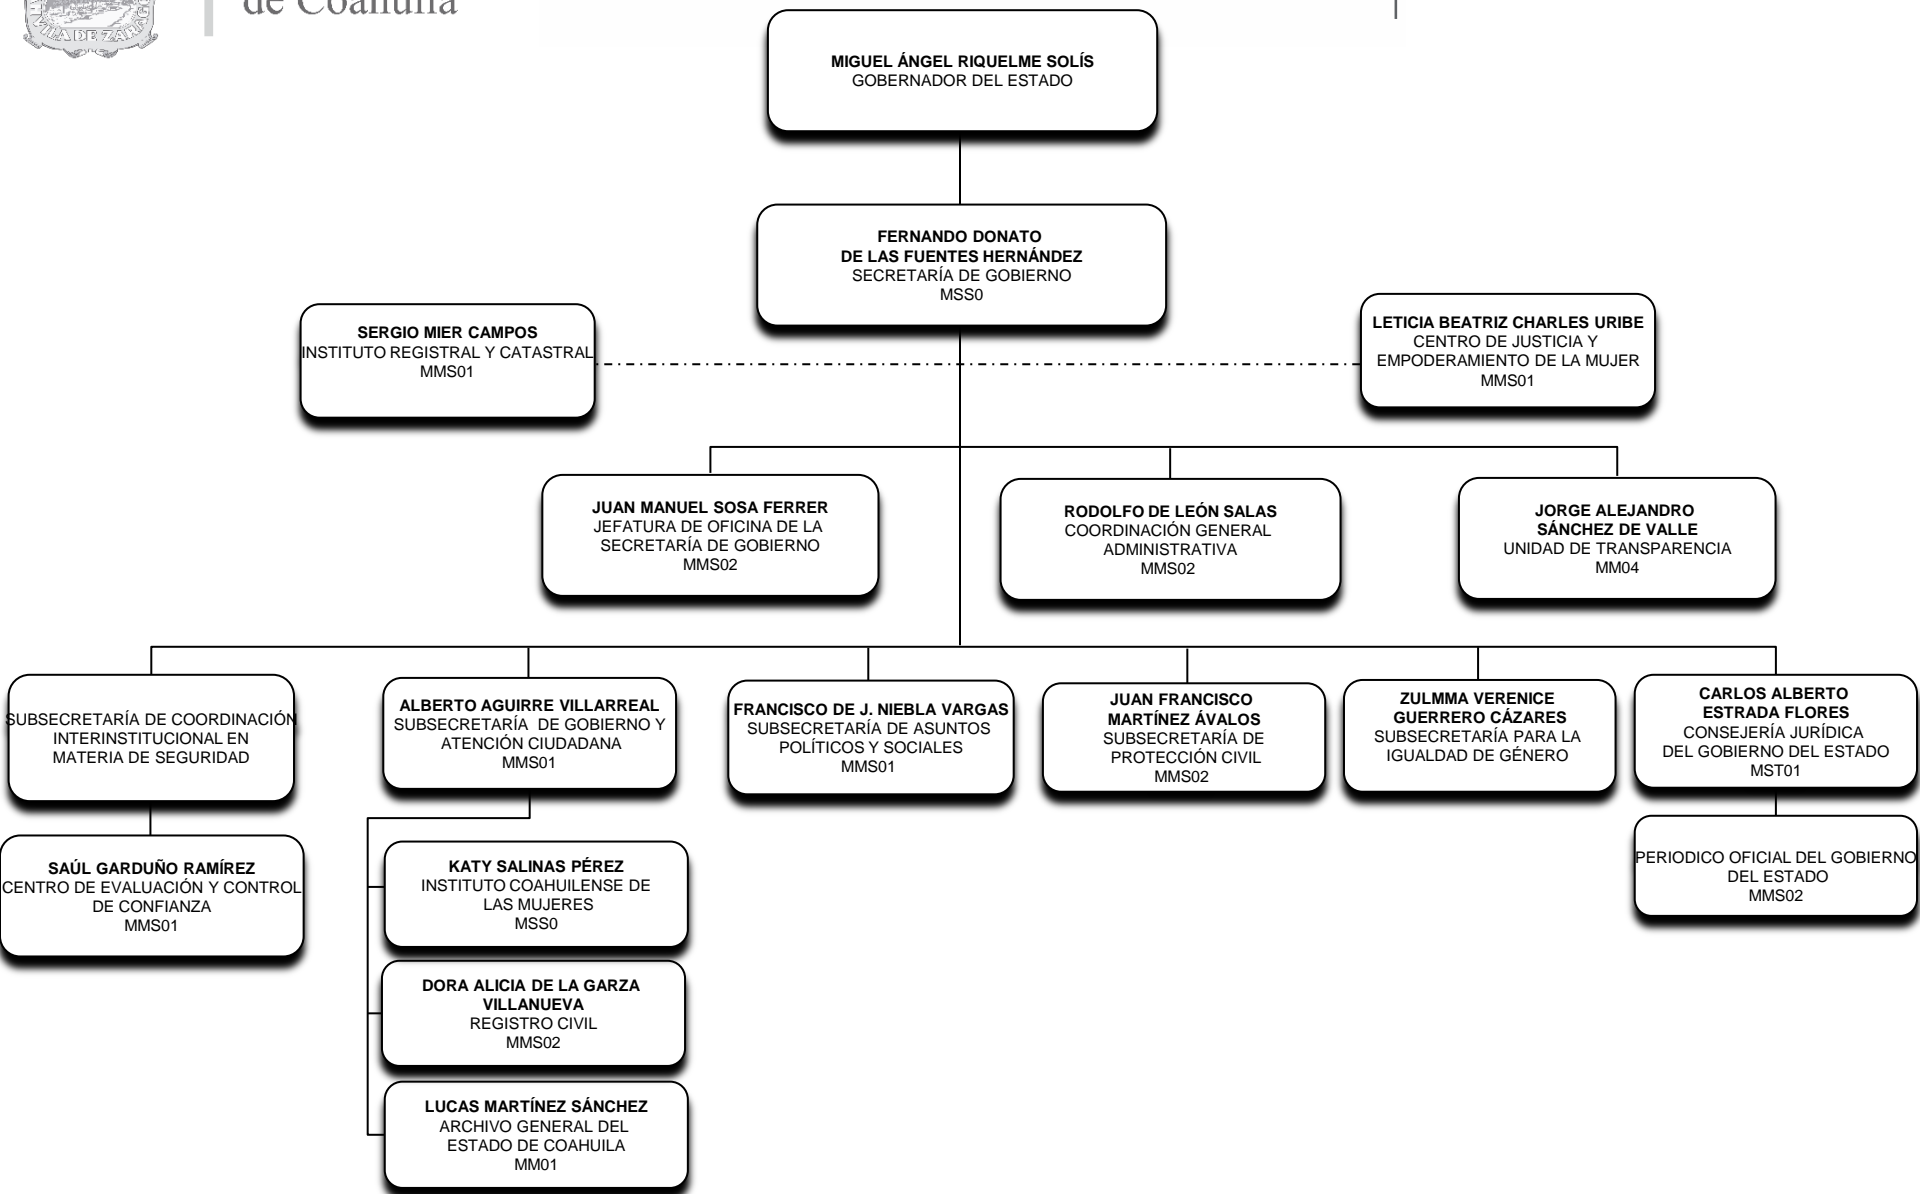 de Coahuila
VILA DE ZARAG
MIGUEL ÁNGEL RIQUELME SOLÍS
GOBERNADOR DEL ESTADO
FERNANDO DONATO
DE LAS FUENTES HERNÁNDEZ
SECRETARÍA DE GOBIERNO
MSS0
SERGIO MIER CAMPOS
INSTITUTO REGISTRAL Y CATASTRAL
MMS01
LETICIA BEATRIZ CHARLES URIBE
CENTRO DE JUSTICIA Y
EMPODERAMIENTO DE LA MUJER
MMS01
JUAN MANUEL SOSA FERRER
JEFATURA DE OFICINA DE LA
SECRETARÍA DE GOBIERNO
MMS02
RODOLFO DE LEÓN SALAS
COORDINACIÓN GENERAL
ADMINISTRATIVA
MMS02
JORGE ALEJANDRO
SÁNCHEZ DE VALLE
UNIDAD DE TRANSPARENCIA
MM04
SUBSECRETARÍA DE COORDINACIÓN
INTERINSTITUCIONAL EN
MATERIA DE SEGURIDAD
ALBERTO AGUIRRE VILLARREAL
SUBSECRETARÍA DE GOBIERNO Y
ATENCIÓN CIUDADANA
MMS01
FRANCISCO DE J. NIEBLA VARGAS
SUBSECRETARÍA DE ASUNTOS
POLÍTICOS Y SOCIALES
MMS01
JUAN FRANCISCO
MARTÍNEZ ÁVALOS
SUBSECRETARÍA DE
PROTECCIÓN CIVIL
MMS02
ZULMMA VERENICE
GUERRERO CÁZARES
SUBSECRETARÍA PARA LA
IGUALDAD DE GÉNERO
CARLOS ALBERTO
ESTRADA FLORES
CONSEJERÍA JURÍDICA
DEL GOBIERNO DEL ESTADO
MST01
SAÚL GARDUÑO RAMÍREZ
CENTRO DE EVALUACIÓN Y CONTROL
DE CONFIANZA
MMS01
KATY SALINAS PÉREZ
INSTITUTO COAHUILENSE DE
LAS MUJERES
MSS0
DORA ALICIA DE LA GARZA
VILLANUEVA
REGISTRO CIVIL
MMS02
LUCAS MARTÍNEZ SÁNCHEZ
ARCHIVO GENERAL DEL
ESTADO DE COAHUILA
MM01
PERIODICO OFICIAL DEL GOBIERNO
DEL ESTADO
MMS02